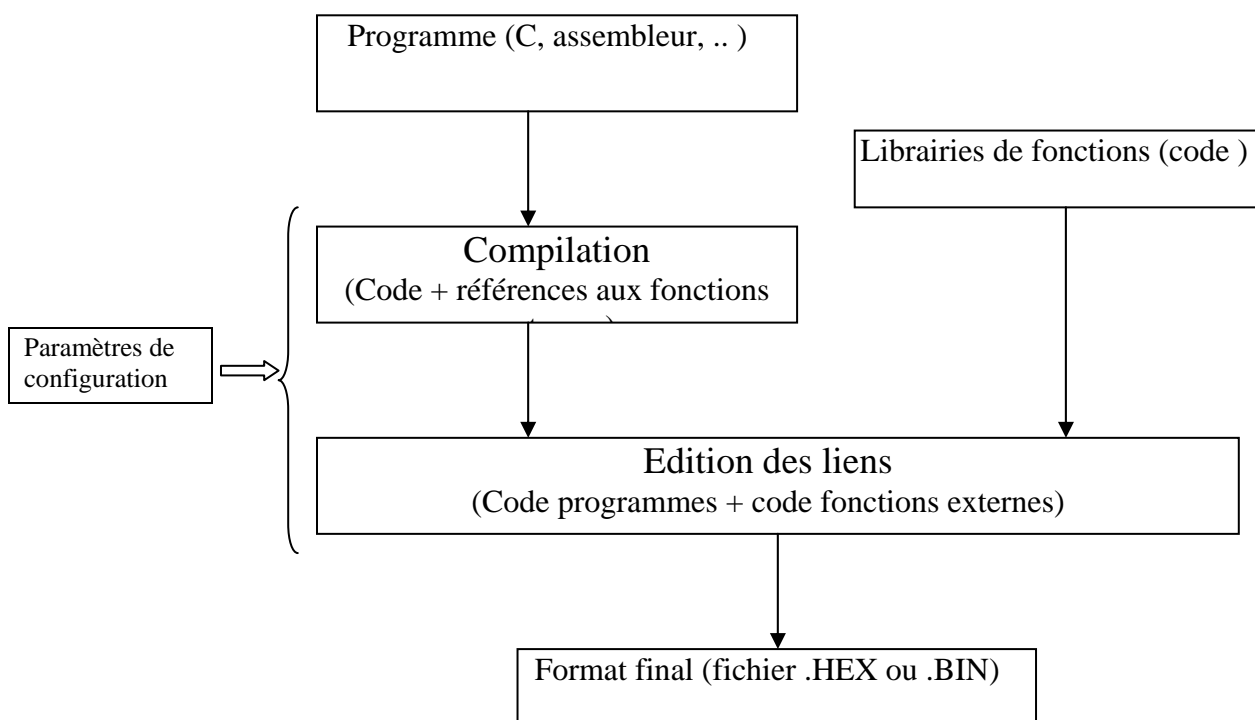 Programme (C, assembleur, .. )
Librairies de fonctions (code )
Compilation
(Code + références aux fonctions
Paramètres de
configuration
Edition des liens
(Code programmes + code fonctions externes)
Format final (fichier .HEX ou .BIN)